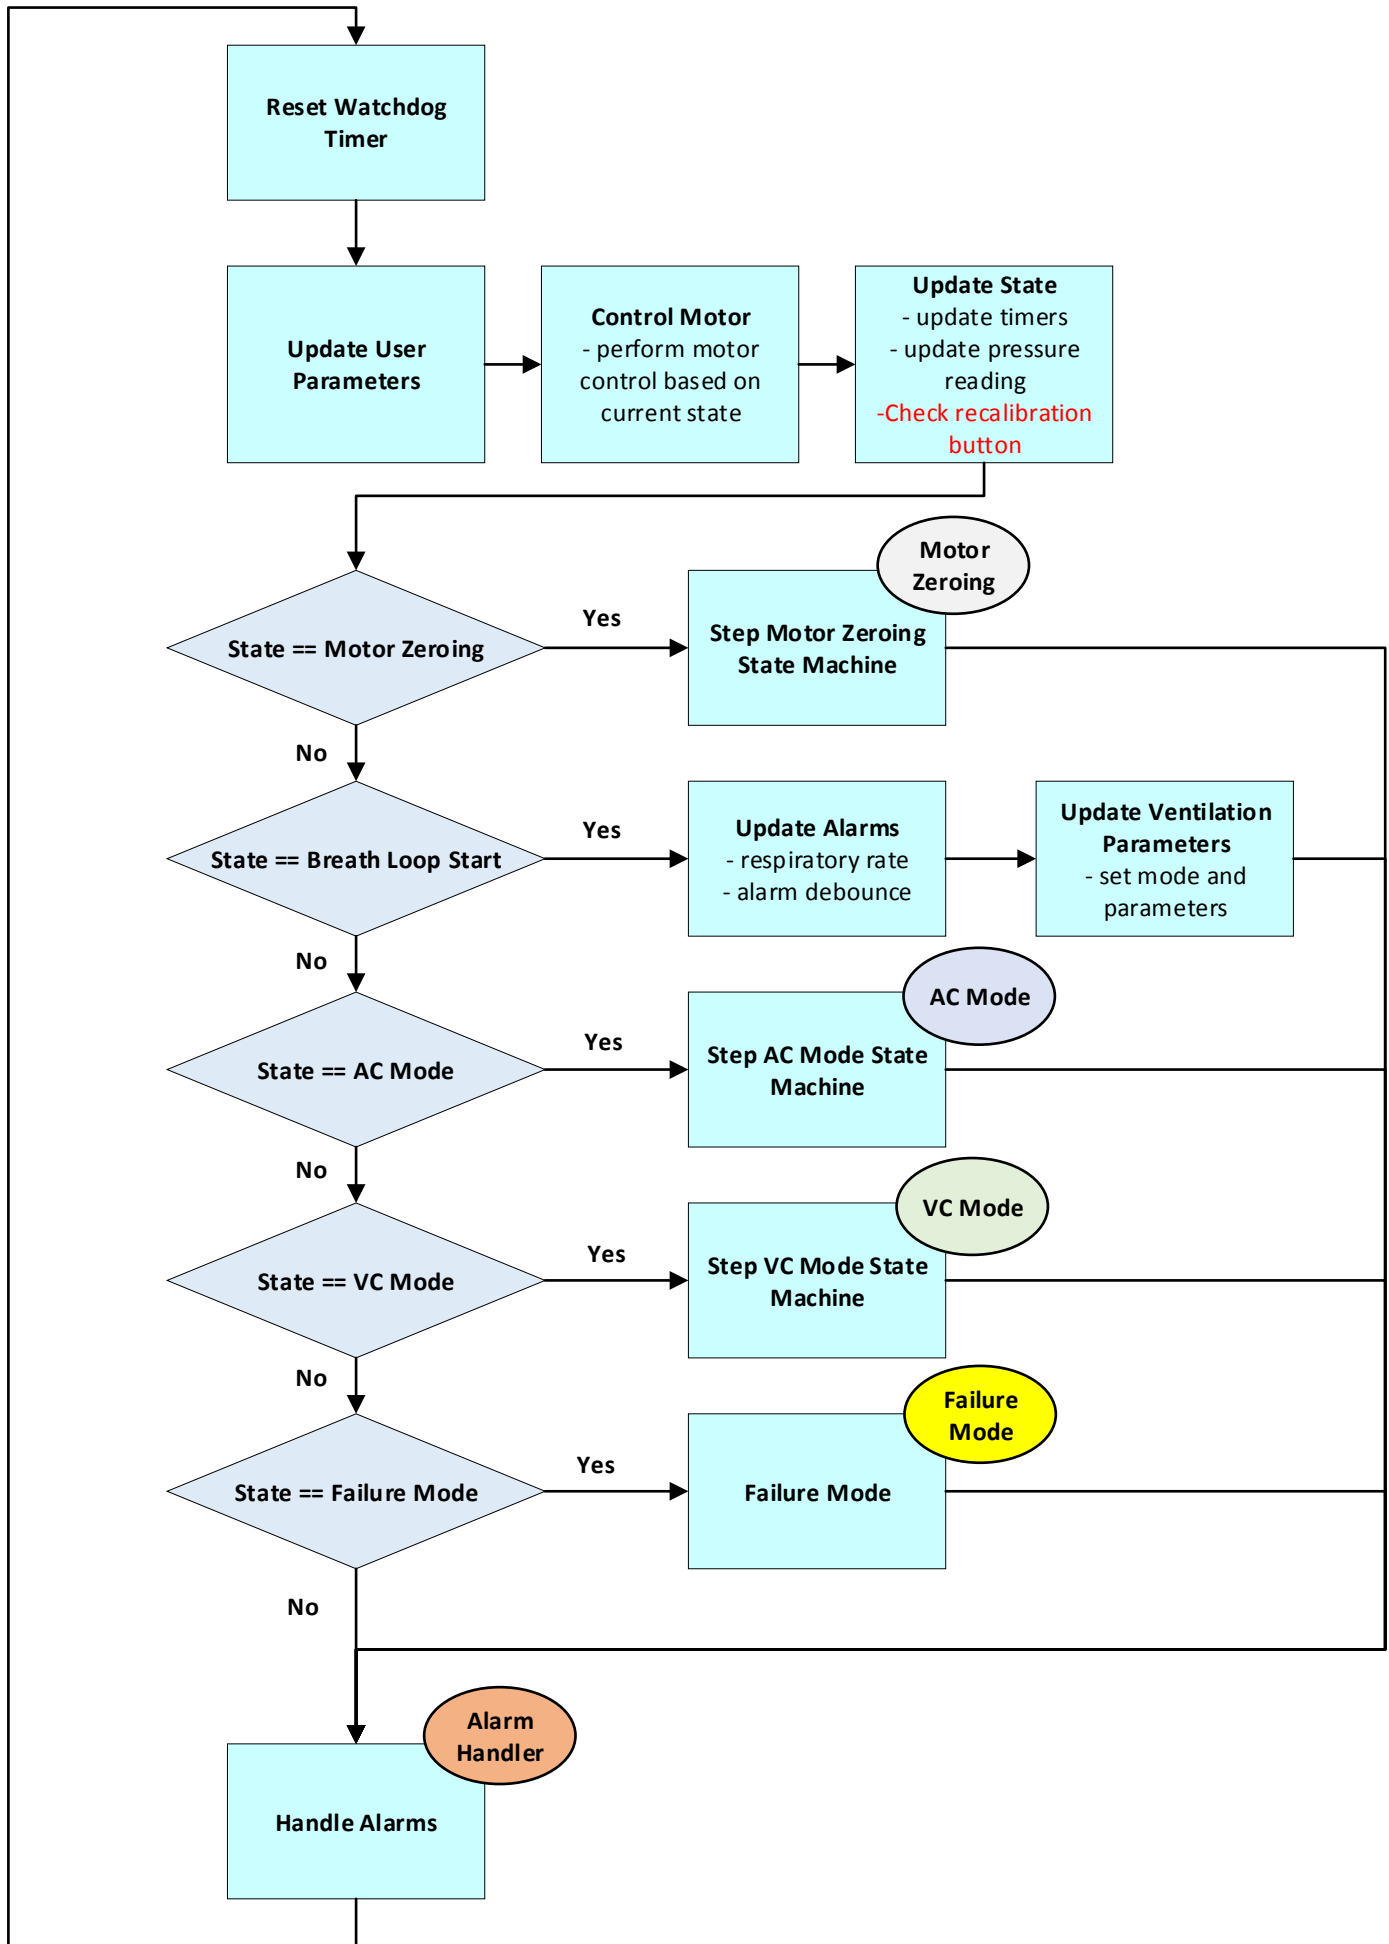 Reset Watchdog
Timer
Update User
Parameters
Control Motor
- perform motor
control based on
current state
Update State
- update timers
- update pressure
reading
-Check recalibration
button
Motor
Zeroing
State == Motor Zeroing
Yes
Step Motor Zeroing
State Machine
No
State == Breath Loop Start
Yes
Update Alarms
- respiratory rate
- alarm debounce
Update Ventilation
Parameters
- set mode and
parameters
No
AC Mode
State == AC Mode
Yes
Step AC Mode State
Machine
No
VC Mode
State == VC Mode
Yes
Step VC Mode State
Machine
No
Failure
Mode
State == Failure Mode
Yes
Failure Mode
No
Alarm
Handler
Handle Alarms